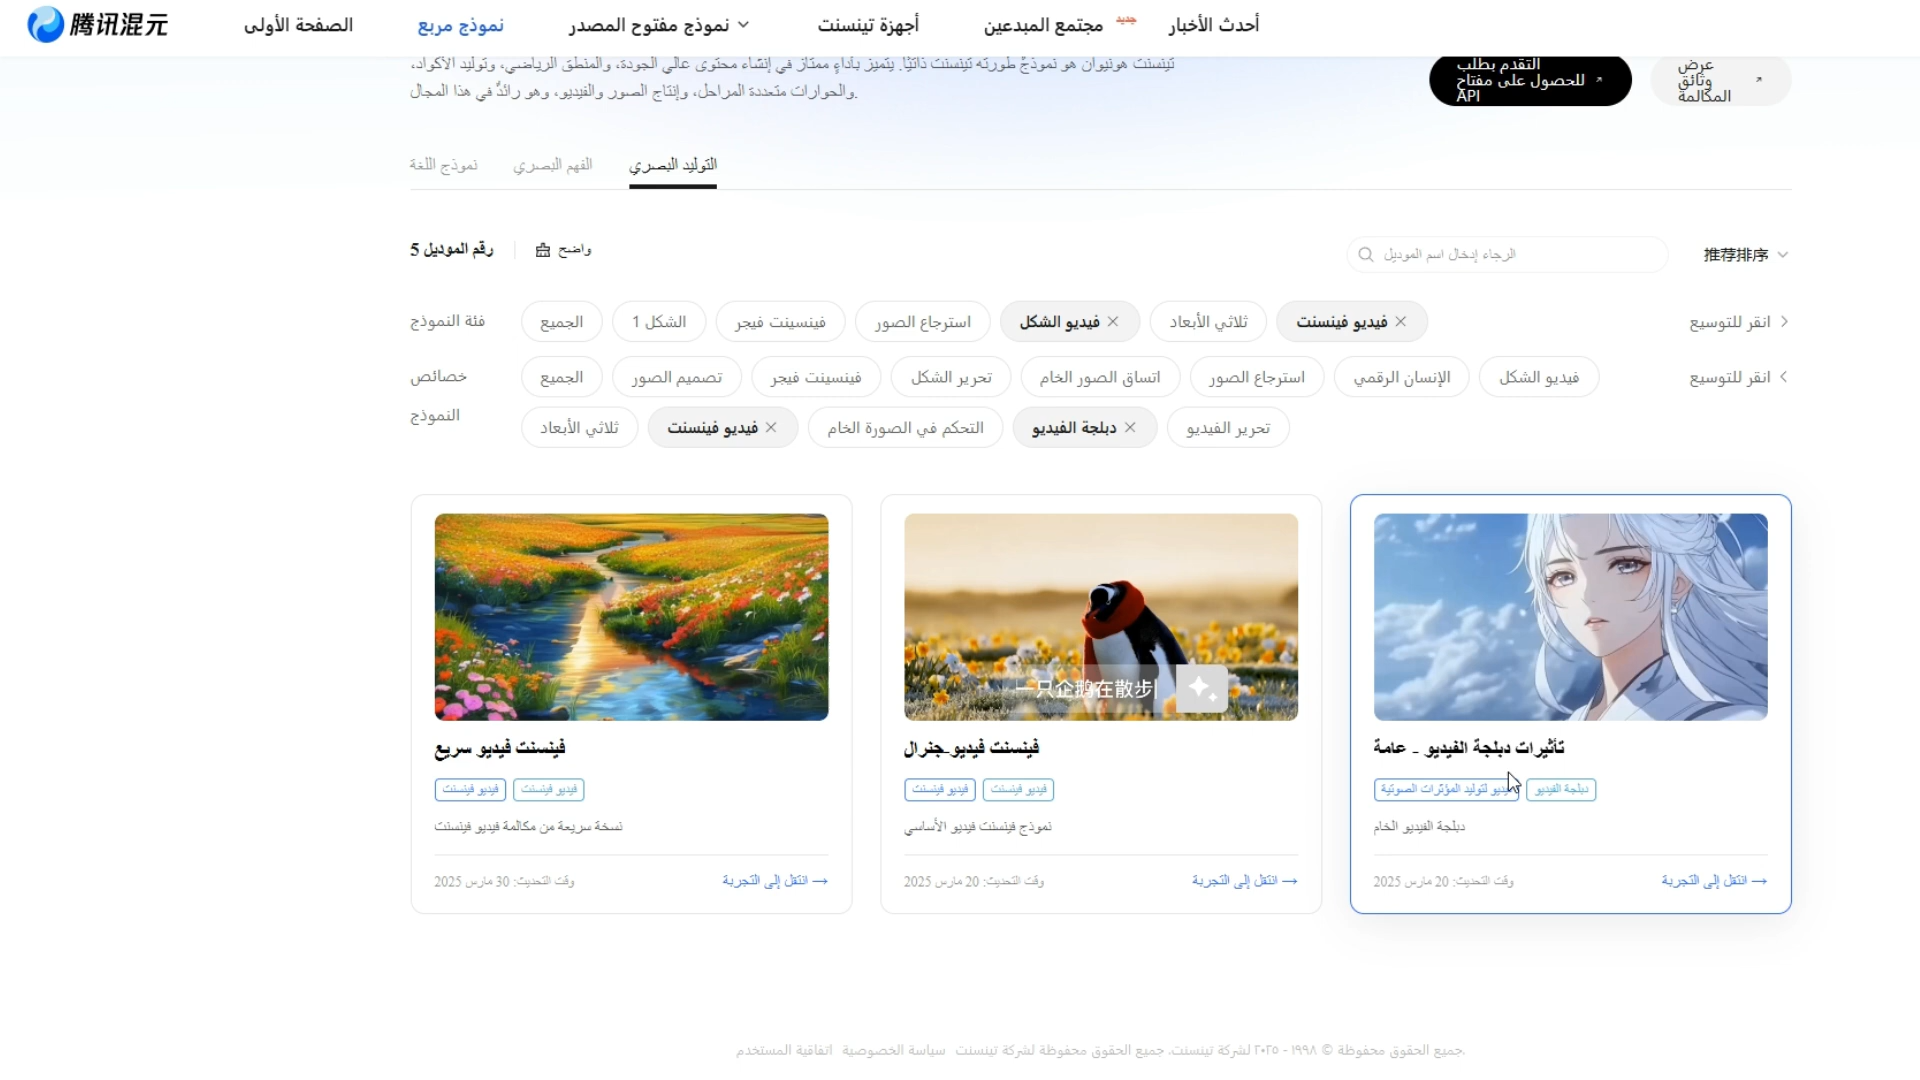 腾讯混元
الصفحة الأولى
نموذج مربع
نموذج مفتوح المصدر
أجهزة تينسنت
مجتمع المبدعين
جديد
أحدث الأخبار
تينسنت هونيوان هو نموذجٌ طورته تينسنت ذاتيًا. يتميز بأداءٍ ممتاز في إنشاء محتوى عالي الجودة، والمنطق الرياضي، وتوليد الأكواد،
والحوارات متعددة المراحل، وإنتاج الصور والفيديو، وهو رائدٌ في هذا المجال.
التقدم بطلب
للحصول على مفتاح
API
عرض
وثائق
المكالمة
نموذج اللغة
الفهم البصري
التوليد البصري
رقم الموديل 5
واضح
الرجاء إدخال اسم الموديل
推荐排序
فئة النموذج
الجميع
الشكل 1
فينسينت فيجر
استرجاع الصور
فيديو الشكل
ثلاثي الأبعاد
فيديو فينسنت
انقر للتوسيع
خصائص
النموذج
الجميع
تصميم الصور
فينسينت فيجر
تحرير الشكل
اتساق الصور الخام
استرجاع الصور
الإنسان الرقمي
فيديو الشكل
انقر للتوسيع
ثلاثي الأبعاد
فيديو فينسنت
التحكم في الصورة الخام
دبلجة الفيديو
تحرير الفيديو
一只企鹅在散步
فينسنت فيديو سريع
فيديو فينسنت
فيديو فينسنت
نسخة سريعة من مكالمة فيديو فينسنت
وقت التحديث: 30 مارس 2025
انتقل إلى التجربة →
فينسنت فيديو_جنرال
فيديو فينسنت
فيديو فينسنت
نموذج فينسنت فيديو الأساسي
وقت التحديث: 20 مارس 2025
انتقل إلى التجربة →
تأثيرات دبلجة الفيديو - عامة
فيديو لتوليد المؤثرات الصوتية
دبلجة الفيديو
دبلجة الفيديو الخام
وقت التحديث: 20 مارس 2025
انتقل إلى التجربة →
جميع الحقوق محفوظة © ١٩٩٨ - ٢٠٢٥ لشركة تينسنت. جميع الحقوق محفوظة لشركة تينسنت سياسة الخصوصية اتفاقية المستخدم.